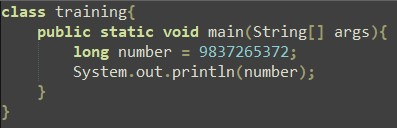 class training{
    public static void main(String[] args){
        long number = 9837265372;
        System.out.println(number);
    }
}